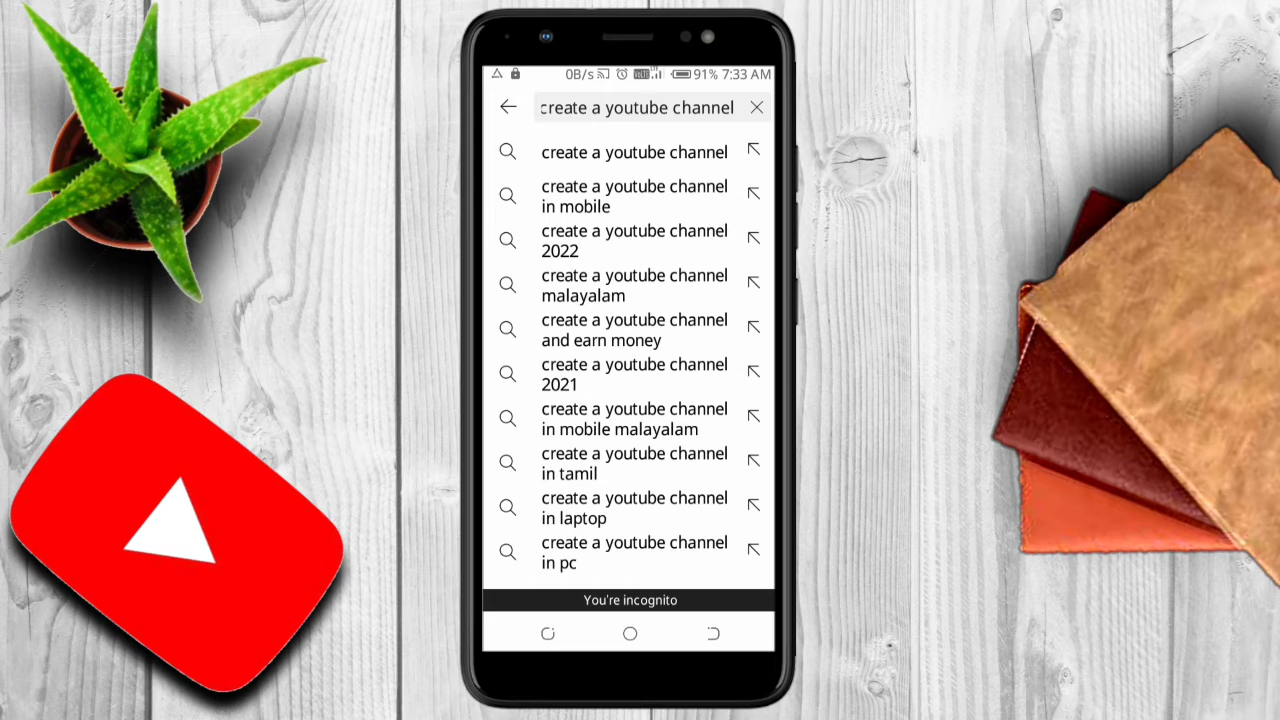 0B/s 91% 7:33 AM
create a youtube channel
create a youtube channel
create a youtube channel
in mobile
create a youtube channel
2022
create a youtube channel
malayalam
create a youtube channel
and earn money
create a youtube channel
2021
create a youtube channel
in mobile malayalam
create a youtube channel
in tamil
create a youtube channel
in laptop
create a youtube channel
in pc
You're incognito